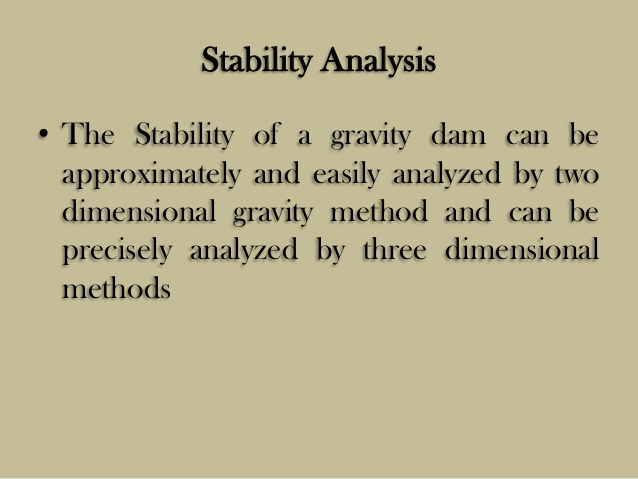 Stability Analysis
• The Stability of a gravity dam can be
approximately and easily analyzed by two
dimensional gravity method and can be
precisely analyzed by three dimensional
methods